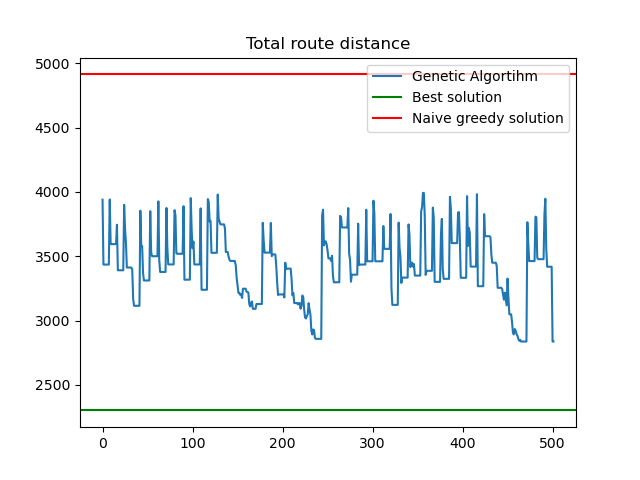 Total route distance
Genetic Algortihm
Best solution
Naive greedy solution
5000
4500
4000
3500
3000
2500
0 100 200 300 400 500